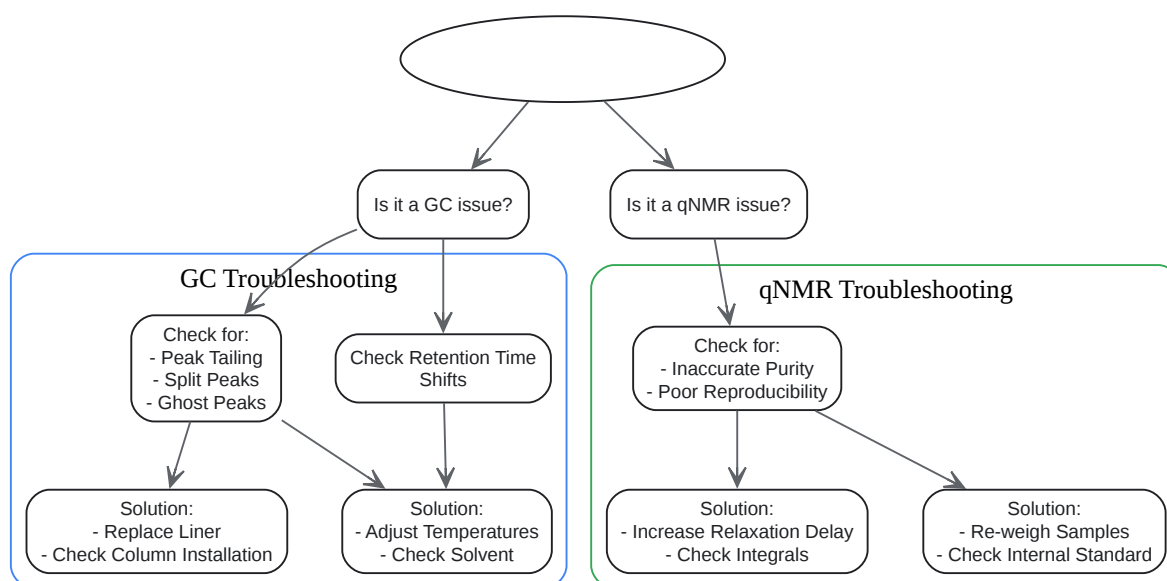 Is it a GC issue?
Is it a qNMR issue?
GC Troubleshooting
qNMR Troubleshooting
Check for:
- Peak Tailing
- Split Peaks
- Ghost Peaks
Check Retention Time
Shifts
Check for:
- Inaccurate Purity
- Poor Reproducibility
Solution:
- Replace Liner
- Check Column Installation
Solution:
- Adjust Temperatures
- Check Solvent
Solution:
- Increase Relaxation Delay
- Check Integrals
Solution:
- Re-weigh Samples
- Check Internal Standard